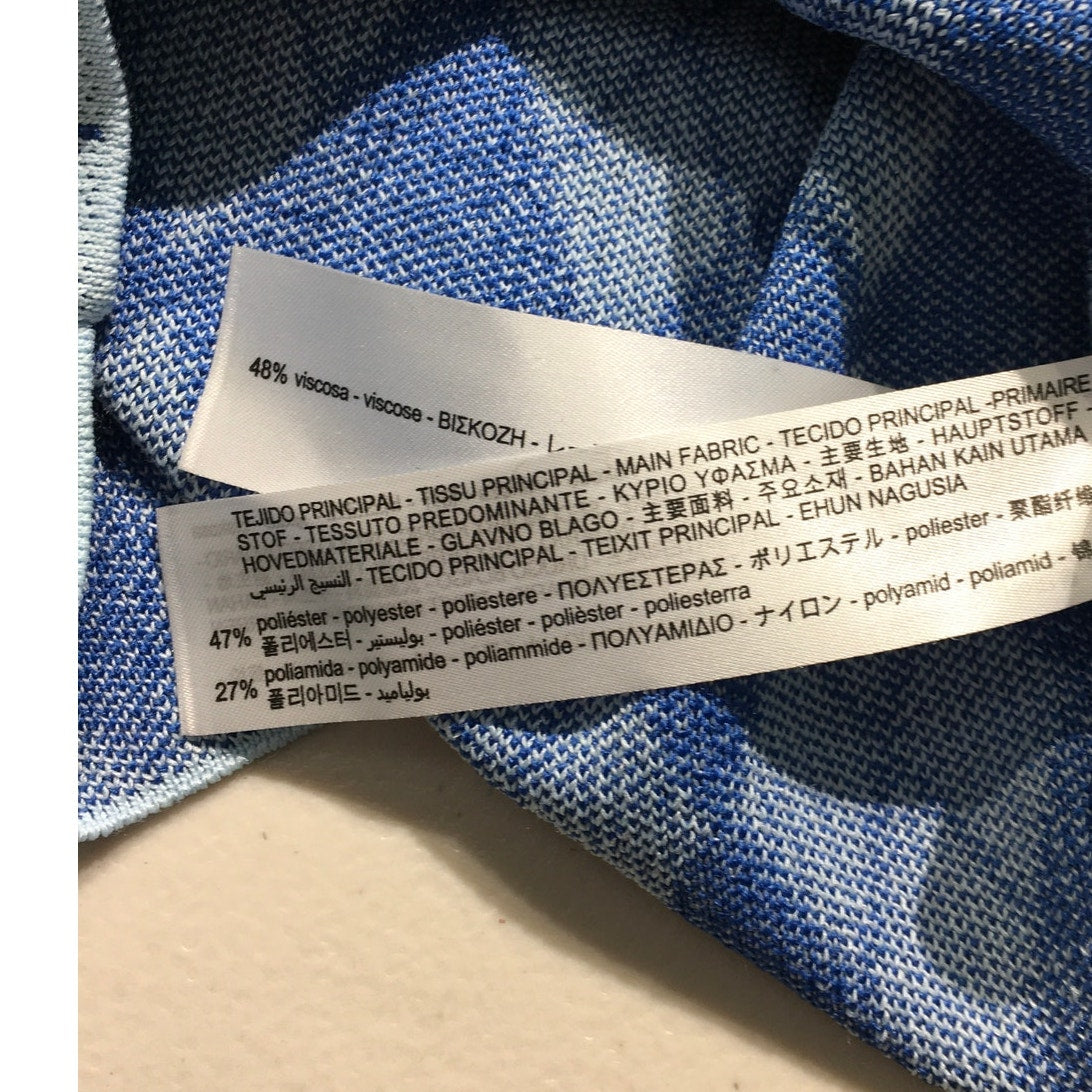 48% viscosa - viscose - ΒΙΣΚΟΖΗ -
TEJIDO PRINCIPAL - TISSU PRINCIPAL - MAIN FABRIC - TECIDO PRINCIPAL -PRIMAIRE
STOF - TESSUTO PREDOMINANTE - ΚΥΡΙΟ ΥΦΑΣΜΑ - 主要生地 - HAUPTSTOFF
HOVEDMATERIALE - GLAVNO BLAGO - 主要面料 - 주요소재 - BAHAN KAIN UTAMA
النسيج الرئيسي - TECIDO PRINCIPAL - TEIXIT PRINCIPAL - EHUN NAGUSIA
47% poliéster - polyester - poliestere - ΠΟΛΥΕΣΤΕΡΑΣ - ポリエステル - poliester - 聚酯纤
폴리에스터 - بوليستير - poliéster - polièster - poliesterra
27% poliamida - polyamide - poliammide - ΠΟΛΥΑΜΙΔΙΟ - ナイロン - polyamid - poliamid -
폴리아미드 - بولياميد